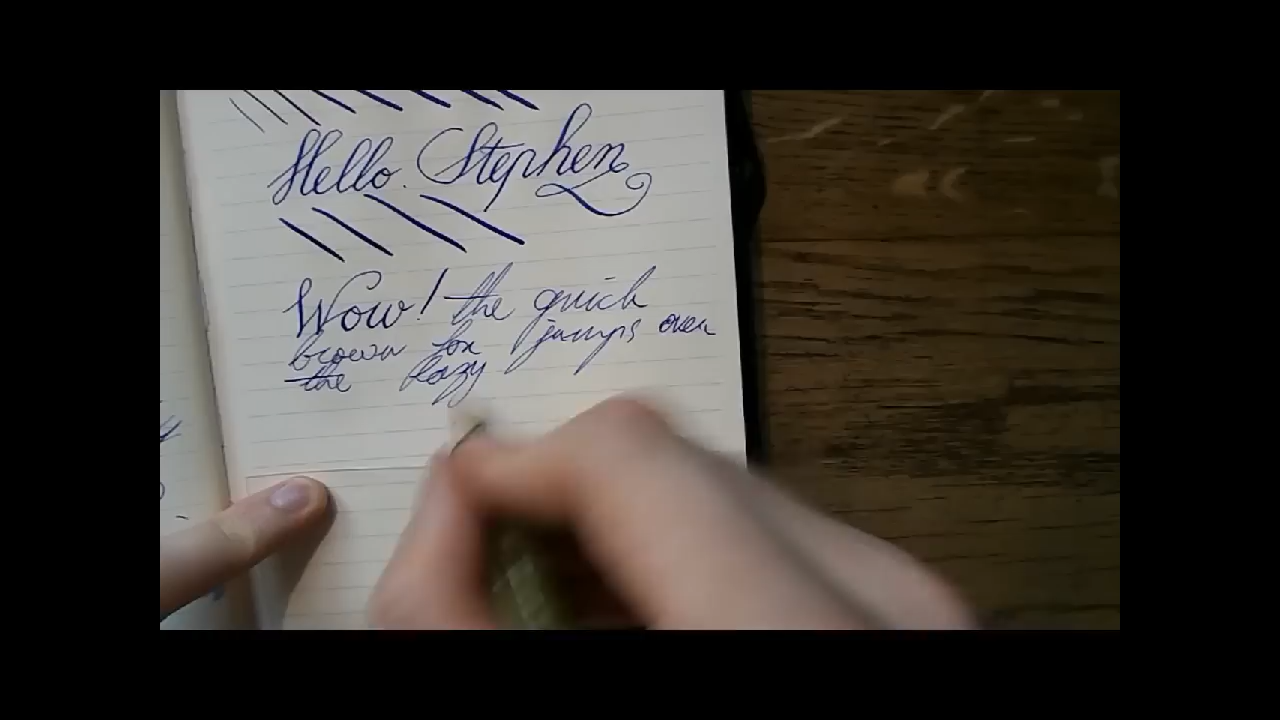 Hello Stephen
Wow! the quick
brown fox jumps over
the lazy